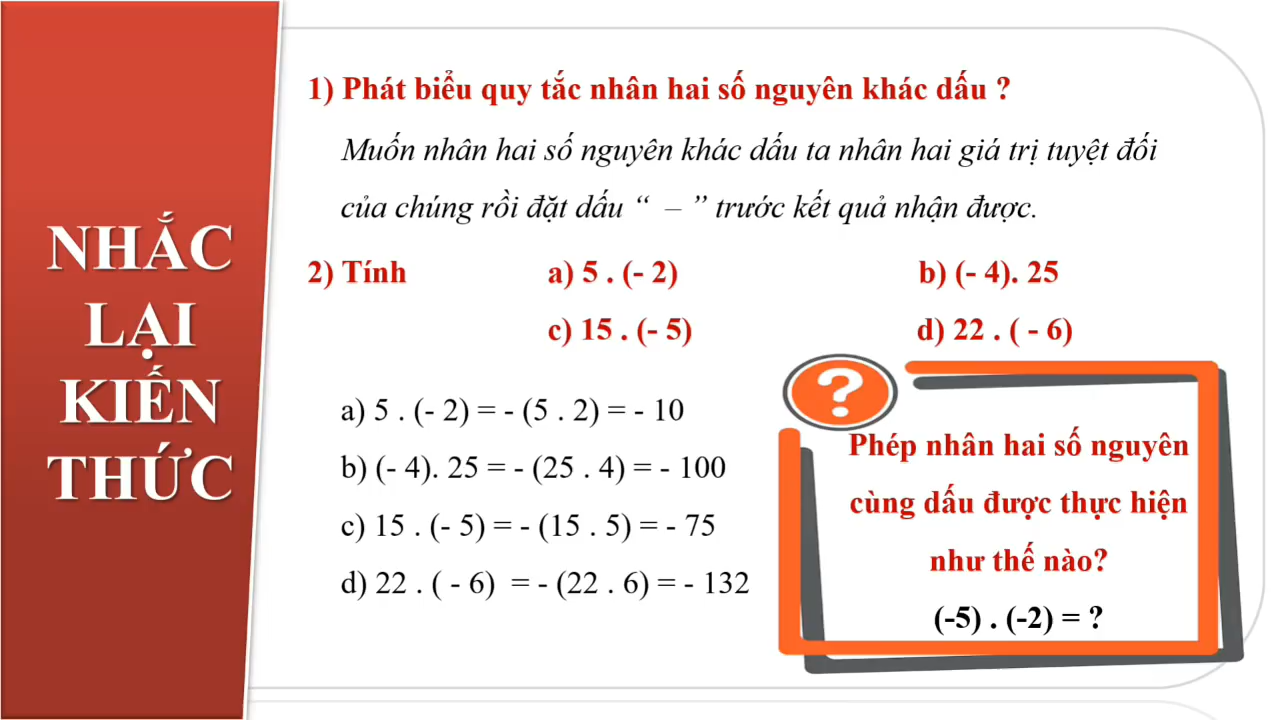 NHẮC
LẠI
KIẾN
THỨC
1) Phát biểu quy tắc nhân hai số nguyên khác dấu ?
Muốn nhân hai số nguyên khác dấu ta nhân hai giá trị tuyệt đối
của chúng rồi đặt dấu “ – ” trước kết quả nhận được.
2) Tính a) 5 . (- 2) b) (- 4). 25
c) 15 . (- 5) d) 22 . ( - 6)
a) 5 . (- 2) = - (5 . 2) = - 10
b) (- 4). 25 = - (25 . 4) = - 100
c) 15 . (- 5) = - (15 . 5) = - 75
d) 22 . ( - 6) = - (22 . 6) = - 132
?
Phép nhân hai số nguyên
cùng dấu được thực hiện
như thế nào?
(-5) . (-2) = ?